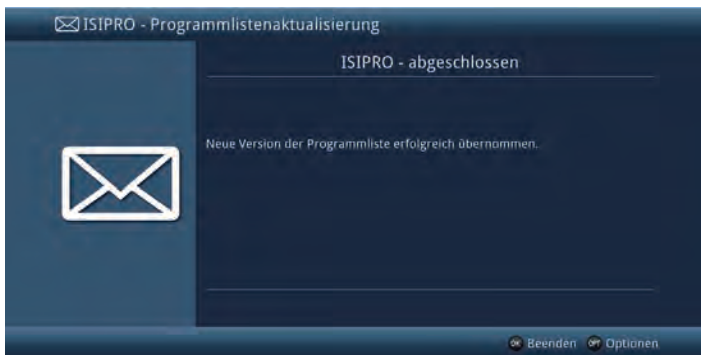 ISIPRO - Programmlistenaktualisierung
ISIPRO - abgeschlossen
Neue Version der Programmliste erfolgreich übernommen.
OK Beenden OPT Optionen